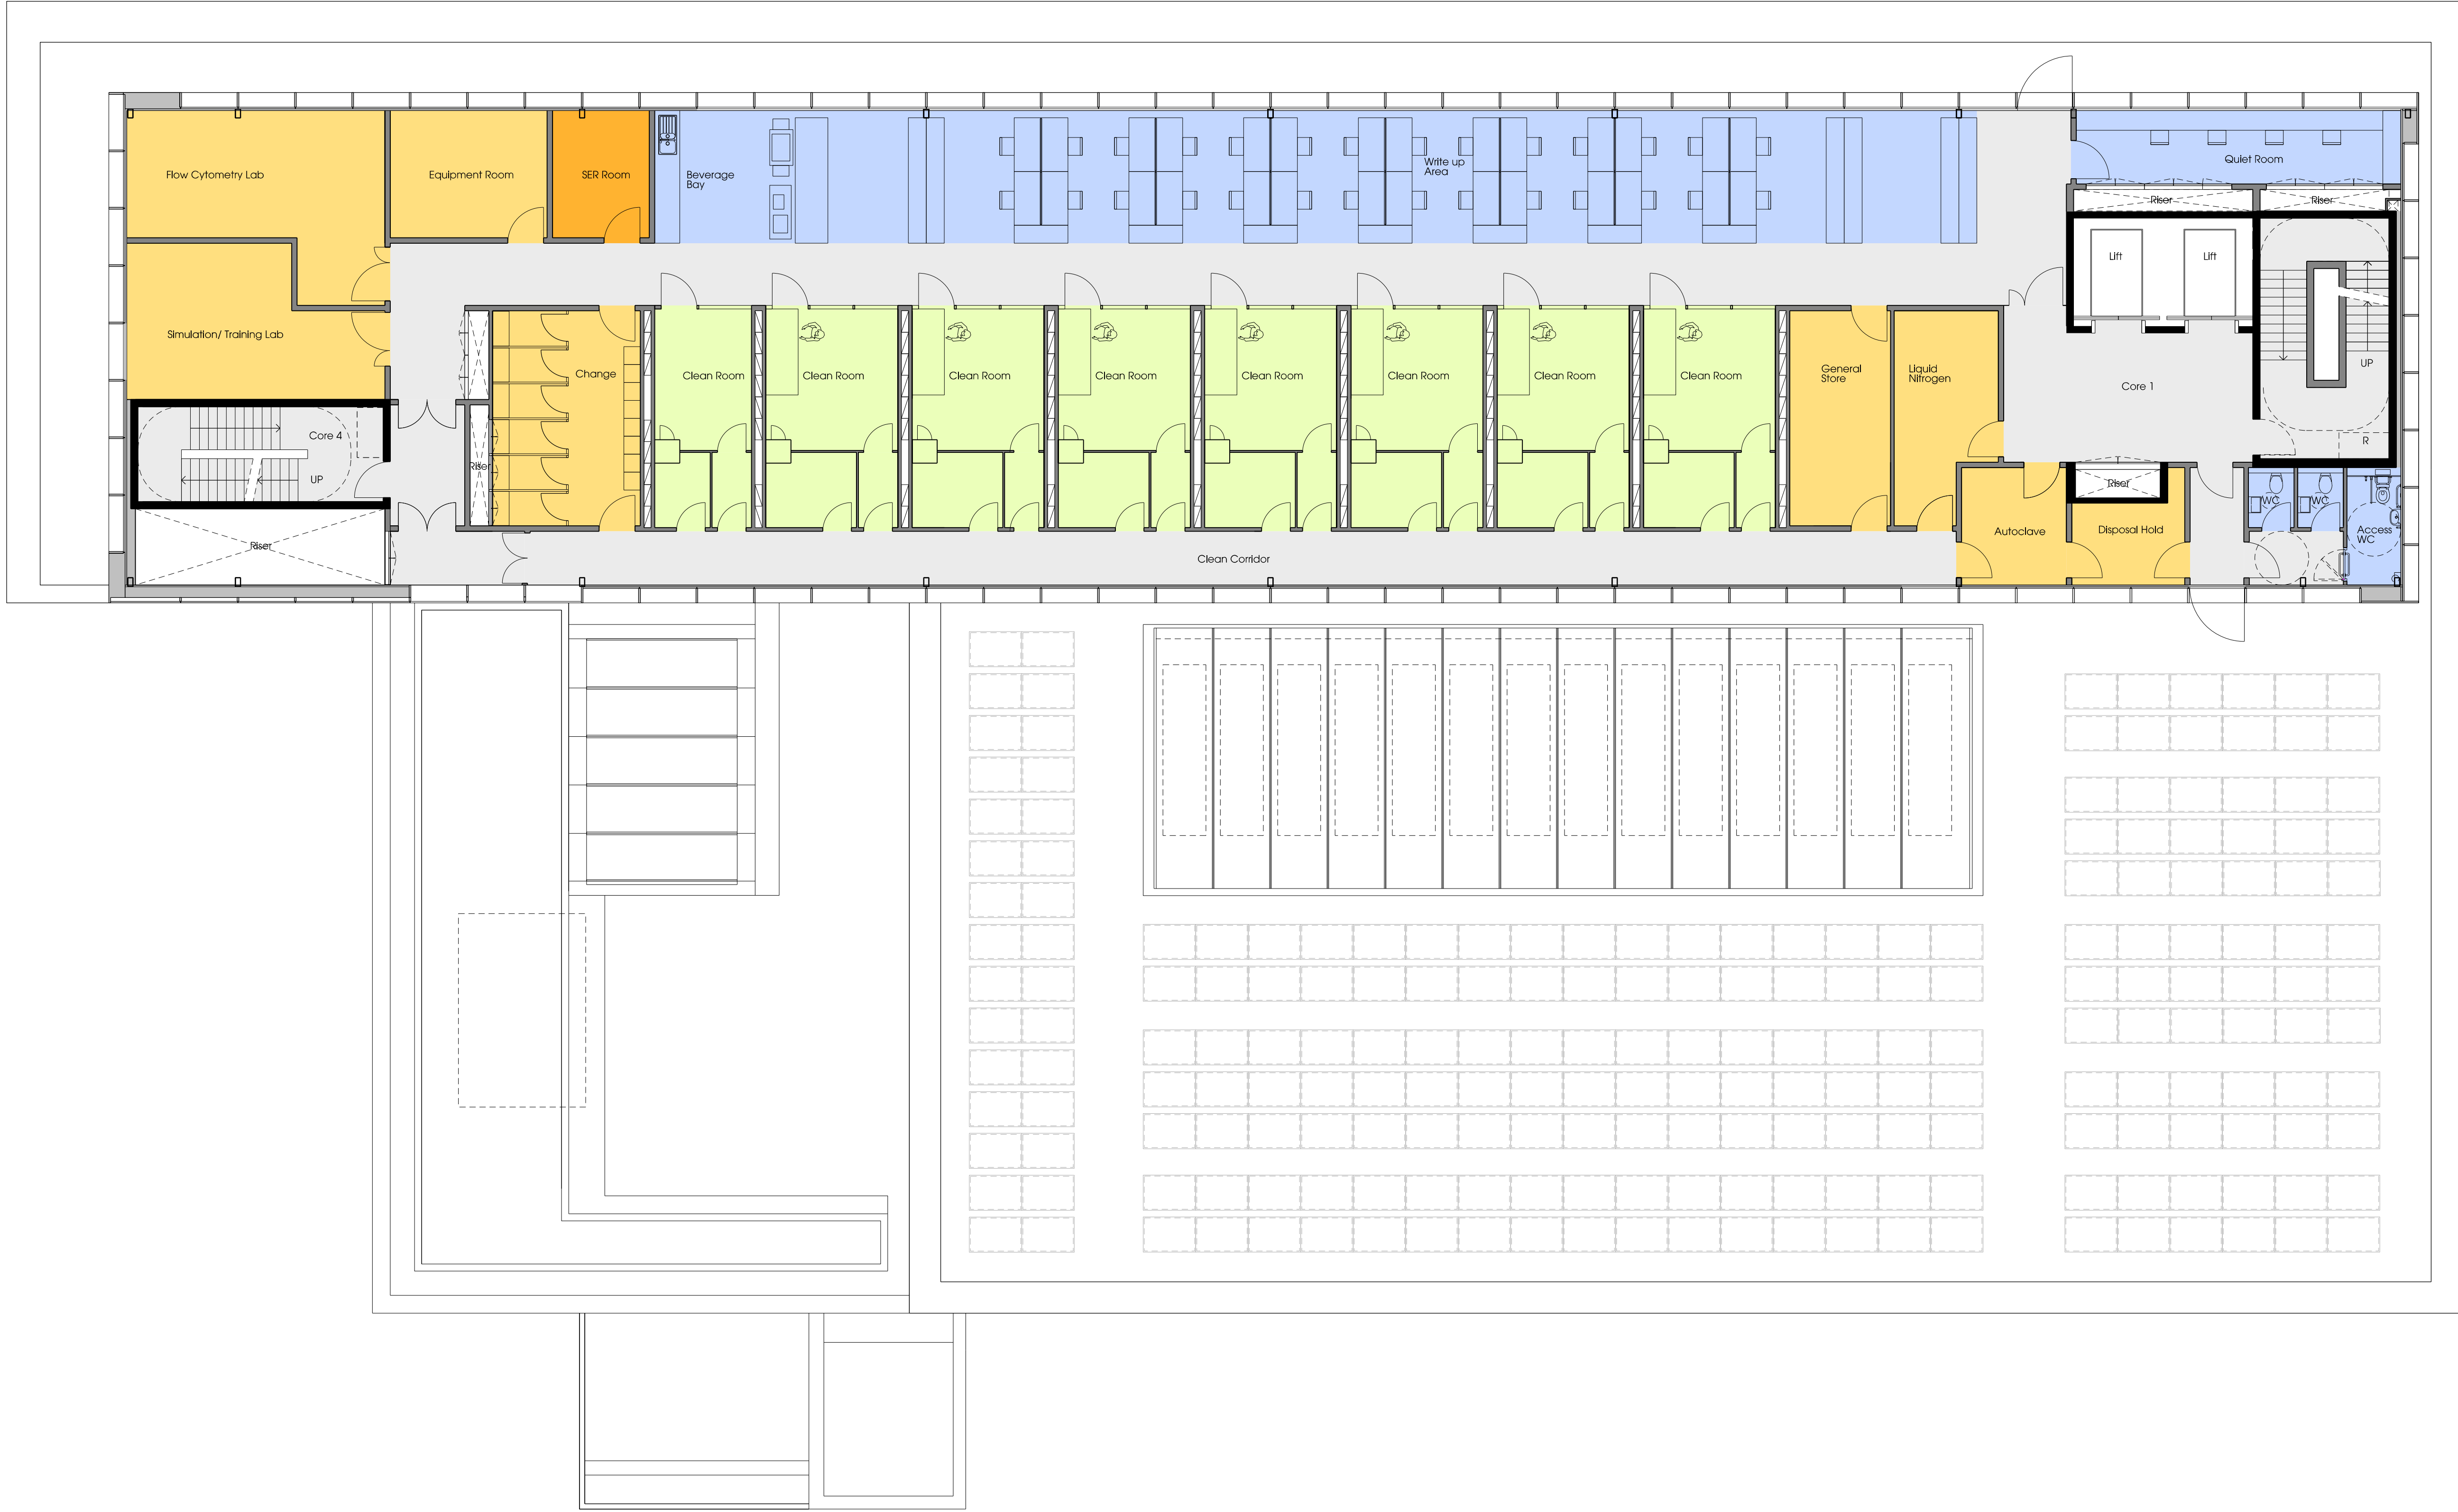 Flow Cytometry Lab
Equipment Room
SER Room
Beverage
Bay
Write up
Area
Quiet Room
Riser
Riser
Lift
Lift
Simulation/ Training Lab
Change
Clean Room
Clean Room
Clean Room
Clean Room
Clean Room
Clean Room
Clean Room
Clean Room
General
Store
Liquid
Nitrogen
Core 1
UP
Core 4
UP
Riser
R
Riser
WC
WC
Access
WC
Autoclave
Disposal Hold
Riser
Clean Corridor